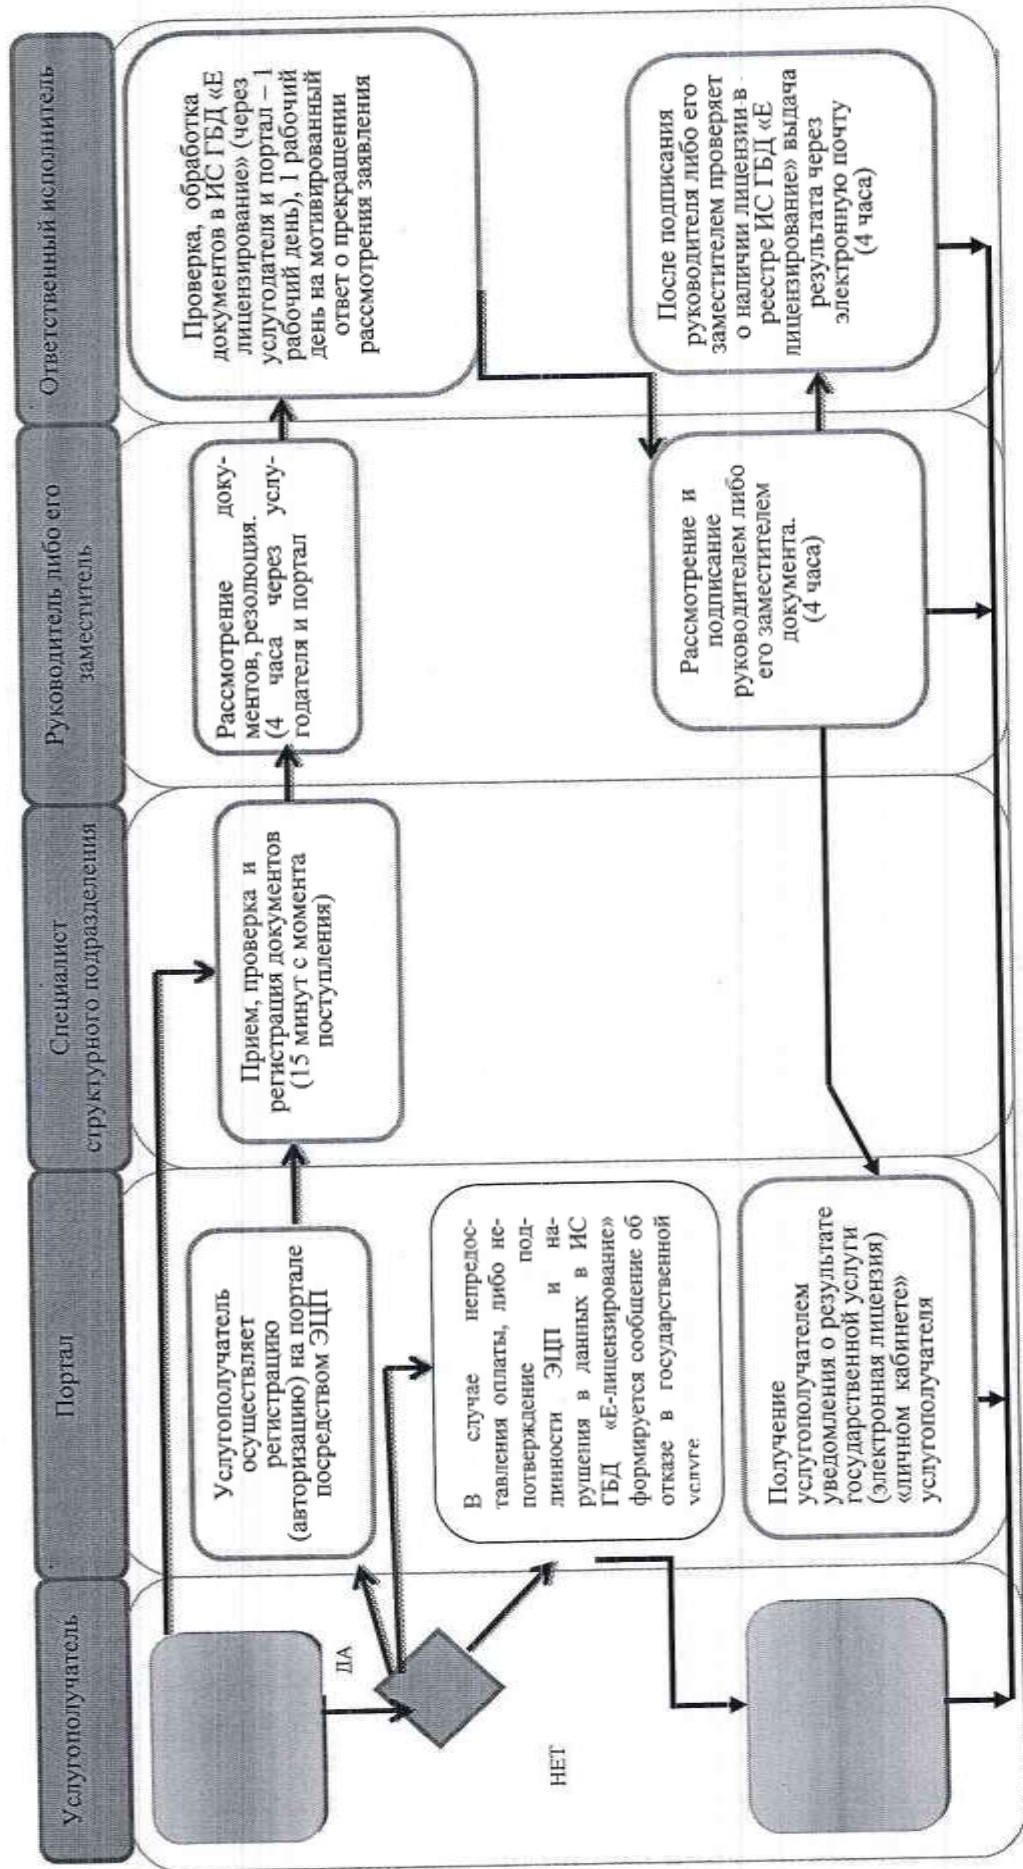 Услугополучатель
Портал
Специалист
структурного подразделения
Руководитель либо его
заместитель
Ответственный исполнитель
ДА
НЕТ
Услугополучатель
осуществляет
регистрацию
(авторизацию) на портале
посредством ЭЦП
Прием, проверка и
регистрация документов
(15 минут с момента
поступления)
Рассмотрение доку-
ментов, резолюция.
(4 часа через услу-
годателя и портал
Проверка, обработка
документов в ИС ГБД «Е
лицензирование» (через
услугодателя и портал – 1
рабочий день), 1 рабочий
день на мотивированный
ответ о прекращении
рассмотрения заявления
В случае непредос-
тавления оплаты, либо не-
потверждение под-
линности ЭЦП и на-
рушения в данных в ИС
ГБД «Е-лицензирование»
формируется сообщение об
отказе в государственной
услуге.
Получение
услугополучателем
уведомления о результате
государственной услуги
(электронная лицензия)
«личном кабинете»
услугополучателя
Рассмотрение и
подписание
руководителем либо
его заместителем
документа.
(4 часа)
После подписания
руководителя либо его
заместителем проверяет
о наличии лицензии в
реестре ИС ГБД «Е
лицензирование» выдача
результата через
электронную почту
(4 часа)